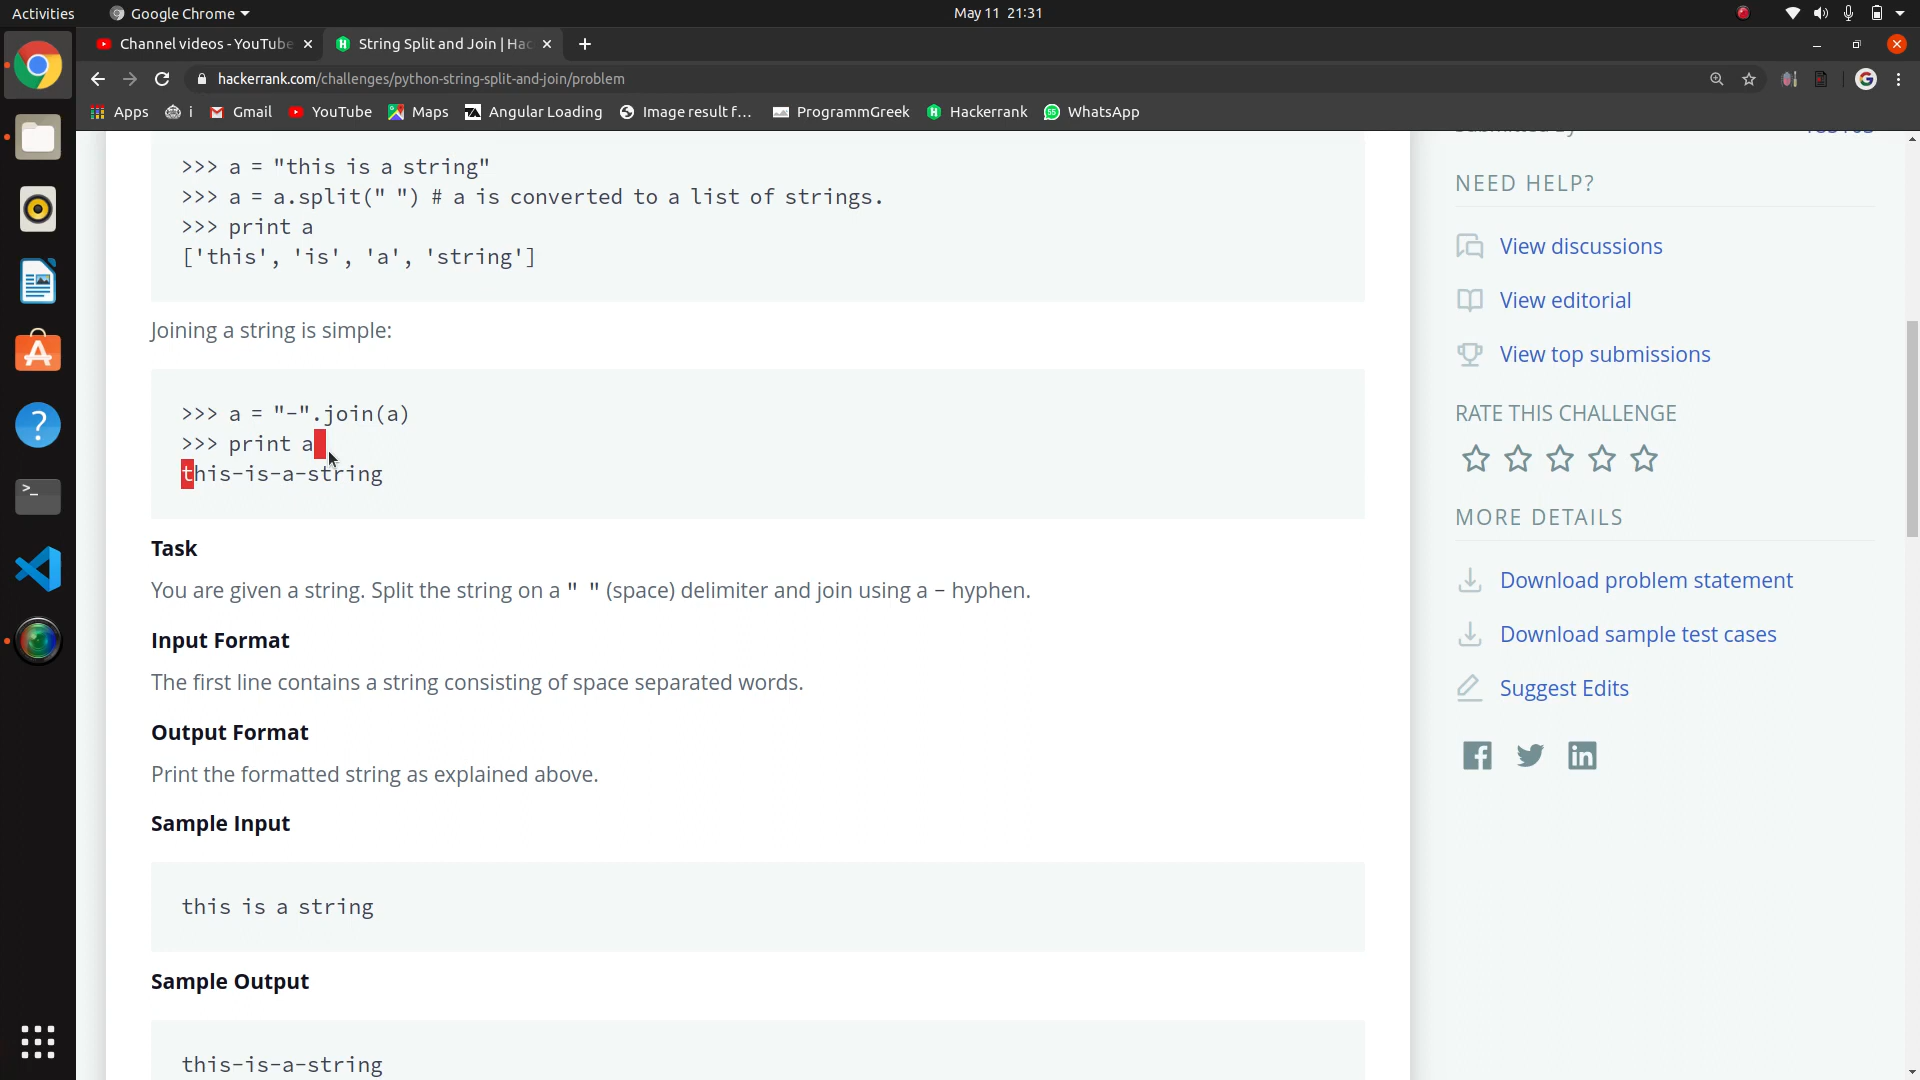 Activities
Google Chrome
May 11 21:31
Channel videos - YouTube
String Split and Join | Hac
hackerrank.com/challenges/python-string-split-and-join/problem
Apps
i
Gmail
YouTube
Maps
Angular Loading
Image result f...
ProgrammGreek
Hackerrank
WhatsApp
>>> a = "this is a string"
>>> a = a.split(" ") # a is converted to a list of strings.
>>> print a
['this', 'is', 'a', 'string']
Joining a string is simple:
>>> a = "-".join(a)
>>> print a
this-is-a-string
Task
You are given a string. Split the string on a " " (space) delimiter and join using a - hyphen.
Input Format
The first line contains a string consisting of space separated words.
Output Format
Print the formatted string as explained above.
Sample Input
this is a string
Sample Output
this-is-a-string
NEED HELP?
View discussions
View editorial
View top submissions
RATE THIS CHALLENGE
MORE DETAILS
Download problem statement
Download sample test cases
Suggest Edits